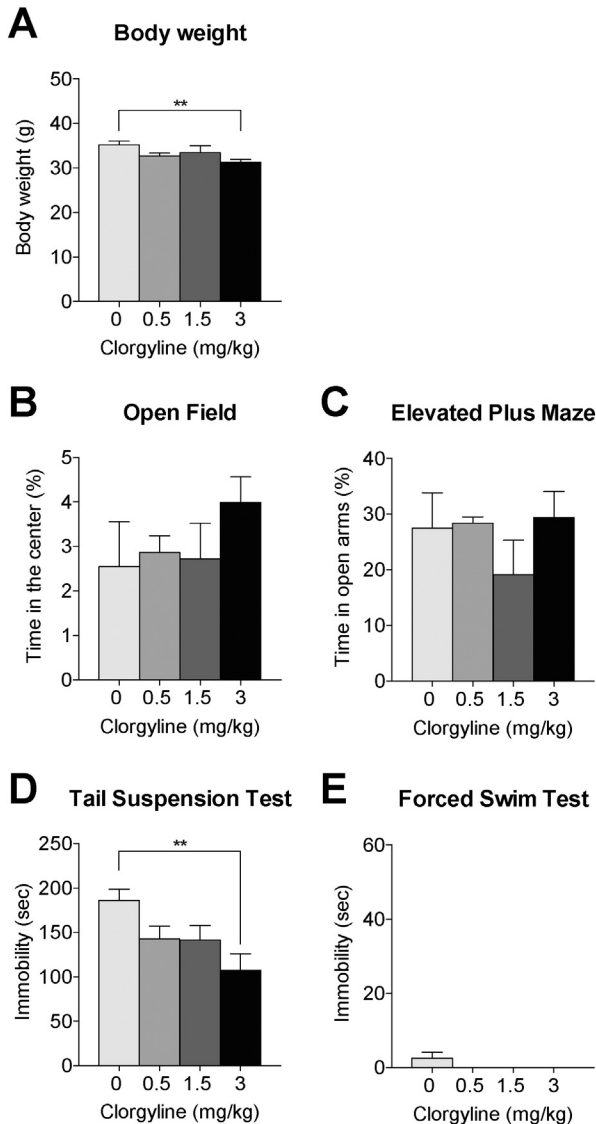 A
Body weight
50
40
30
20
10
0
Body weight (g)
**
0 0.5 1.5 3
Clorgyline (mg/kg)
B
Open Field
5
4
3
2
1
0
Time in the center (%)
0 0.5 1.5 3
Clorgyline (mg/kg)
C
Elevated Plus Maze
40
30
20
10
0
Time in open arms (%)
0 0.5 1.5 3
Clorgyline (mg/kg)
D
Tail Suspension Test
250
200
150
100
50
0
Immobility (sec)
**
0 0.5 1.5 3
Clorgyline (mg/kg)
E
Forced Swim Test
60
40
20
0
Immobility (sec)
0 0.5 1.5 3
Clorgyline (mg/kg)